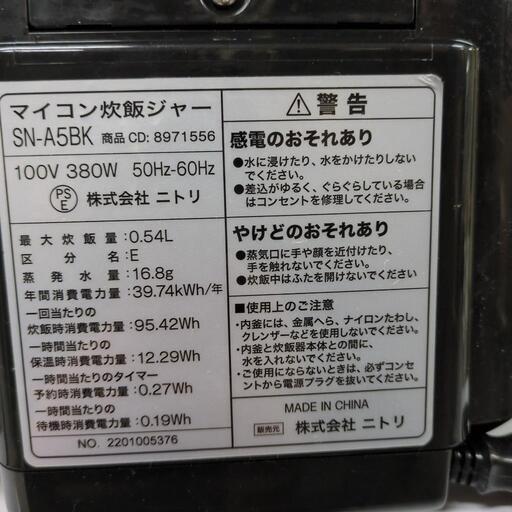 マイコン炊飯ジャー
SN-A5BK 商品CD: 8971556
100V 380W 50Hz-60Hz
PSE 株式会社 ニトリ
最大炊飯量:0.54L
区分名:E
蒸発水量:16.8g
年間消費電力量:39.74kWh/年
一回当たりの
炊飯時消費電力量:95.42Wh
一時間当たりの
保温時消費電力量:12.29Wh
一時間当たりのタイマー
予約時消費電力量:0.27Wh
一時間当たりの
待機時消費電力量:0.19Wh
NO. 2201005376
警告
感電のおそれあり
●水に浸けたり、水をかけたりしない
でください。
●差込がゆるく、ぐらぐらしている場合
はコンセントを修理してください。
やけどのおそれあり
●蒸気口に手や顔を近付けたり、
手を触れないでください。
●炊飯中はふたを開けないでください
■使用上のご注意
・内釜には、金属へら、ナイロンたわし、
クレンザーなどを使用しないでください。
・内釜と炊飯器本体との間に、
水を入れないでください。
・ご使用にならないときは、必ずコンセ
ントから電源プラグを抜いてください。
MADE IN CHINA
販売元 株式会社 ニトリ